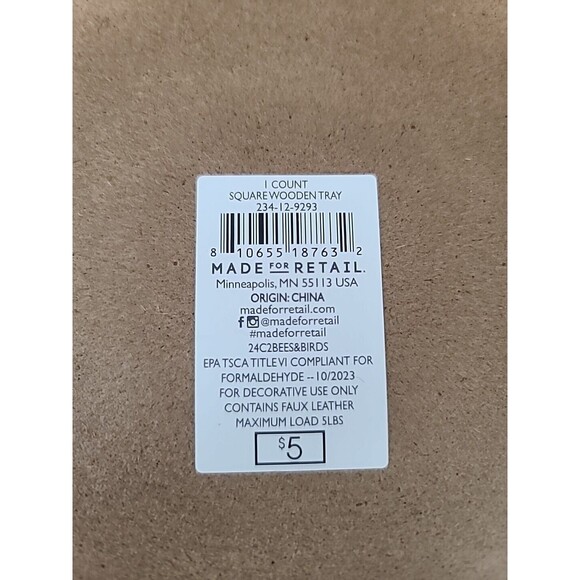 1 COUNT
SQUARE WOODEN TRAY
234-12-9293
8 10655 18763 2
MADE FOR RETAIL.
Minneapolis, MN 55113 USA
ORIGIN: CHINA
madeforretail.com
@madeforretail
#madeforretail
24C2BEES&BIRDS
EPA TSCA TITLE VI COMPLIANT FOR
FORMALDEHYDE --10/2023
FOR DECORATIVE USE ONLY
CONTAINS FAUX LEATHER
MAXIMUM LOAD 5LBS
$5